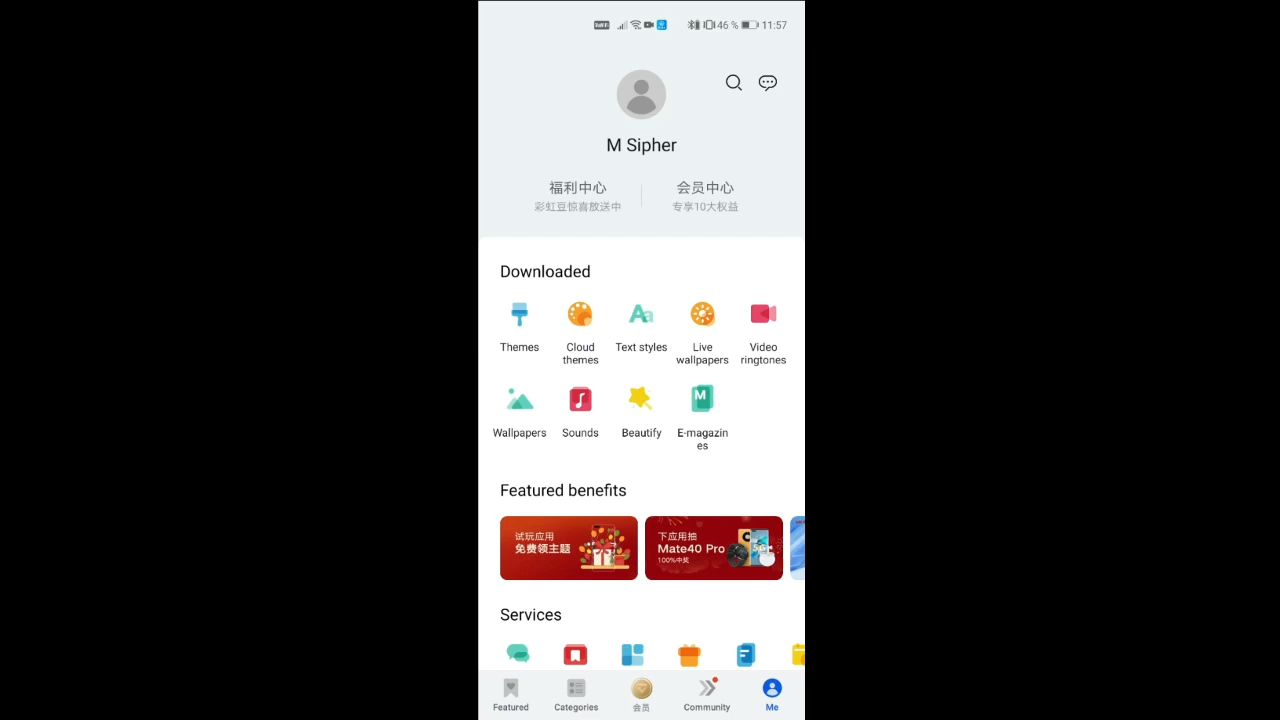 46 % 11:57
M Sipher
福利中心 会员中心
彩虹豆惊喜放送中 专享10大权益
Downloaded
Themes Cloud themes Text styles Live wallpapers Video ringtones
Wallpapers Sounds Beautify E-magazines
Featured benefits
试玩应用
免费领主题
下应用抽
Mate40 Pro
100%中奖
Services
Featured Categories 会员 Community Me